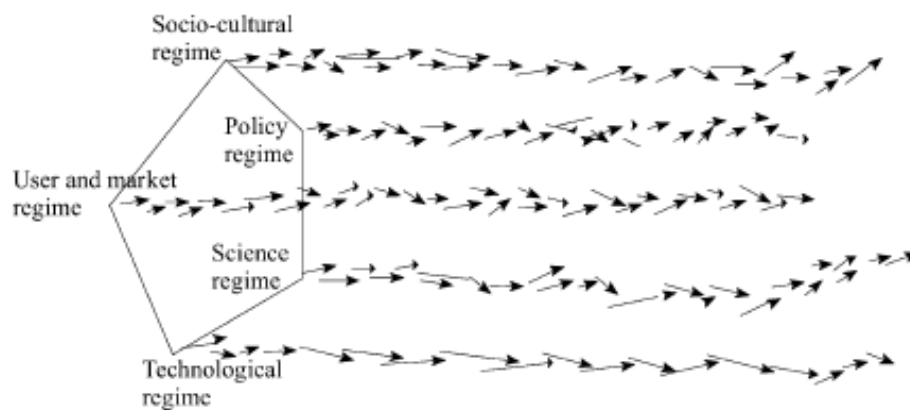 Socio-cultural
regime
Policy
regime
User and market
regime
Science
regime
Technological
regime